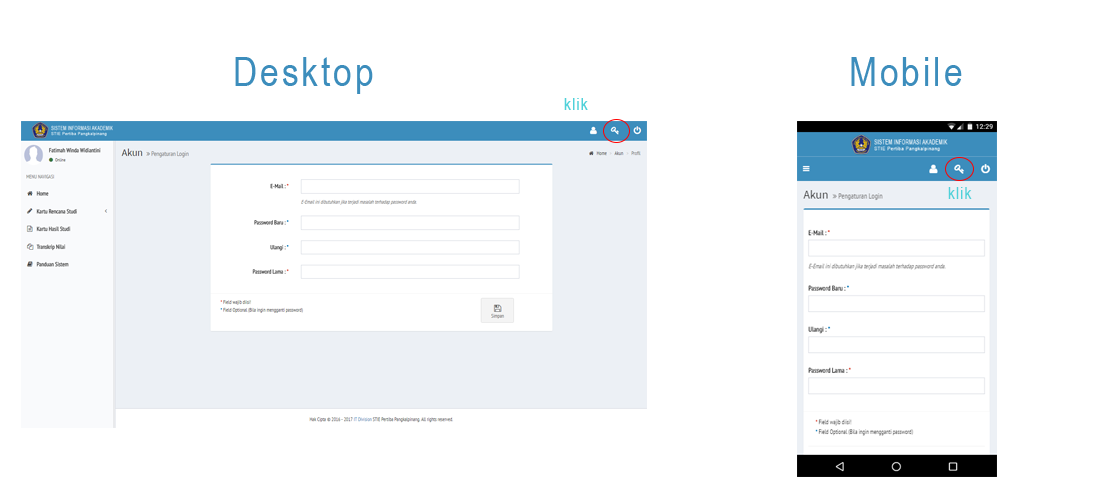 Desktop
klik
SISTEM INFORMASI AKADEMIK
STIE Pertiba Pangkalpinang
Fatimah Winda Widiantini
Online
MENU NAVIGASI
Home
Kartu Rencana Studi
Kartu Hasil Studi
Transkrip Nilai
Panduan Sistem
Akun » Pengaturan Login
Home > Akun > Profil
E-Mail : *
E-Email ini dibutuhkan jika terjadi masalah terhadap password anda.
Password Baru : *
Ulangi : *
Password Lama : *
* Field wajib diisi!
* Field Optional (Bila ingin mengganti password)
Simpan
Hak Cipta © 2016 - 2017 IT Division STIE Pertiba Pangkalpinang. All rights reserved.
Mobile
12:29
SISTEM INFORMASI AKADEMIK
STIE Pertiba Pangkalpinang
klik
Akun » Pengaturan Login
E-Mail : *
E-Email ini dibutuhkan jika terjadi masalah terhadap password anda.
Password Baru : *
Ulangi : *
Password Lama : *
* Field wajib diisi!
* Field Optional (Bila ingin mengganti password)